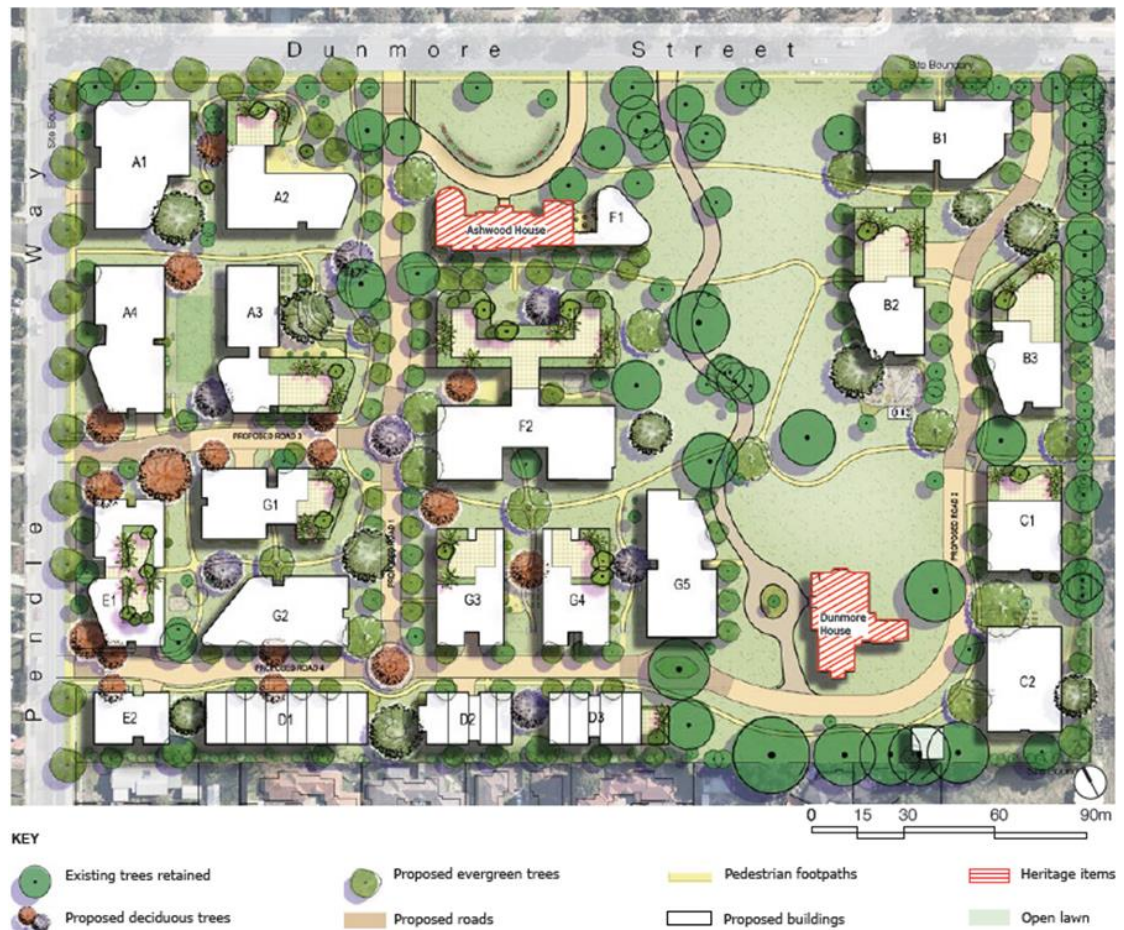 Dunmore Street
Site Boundary
Site Boundary
Pendle Way
A1
A2
B1
Ashwood House
F1
A4
A3
B2
B3
F2
PROPOSED ROAD 3
G1
C1
PROPOSED ROAD 1
PROPOSED ROAD 2
E1
G2
G3
G4
G5
Dunmore
House
PROPOSED ROAD 4
C2
E2
D1
D2
D3
0 15 30 60 90m
KEY
Existing trees retained
Proposed evergreen trees
Pedestrian footpaths
Heritage items
Proposed deciduous trees
Proposed roads
Proposed buildings
Open lawn